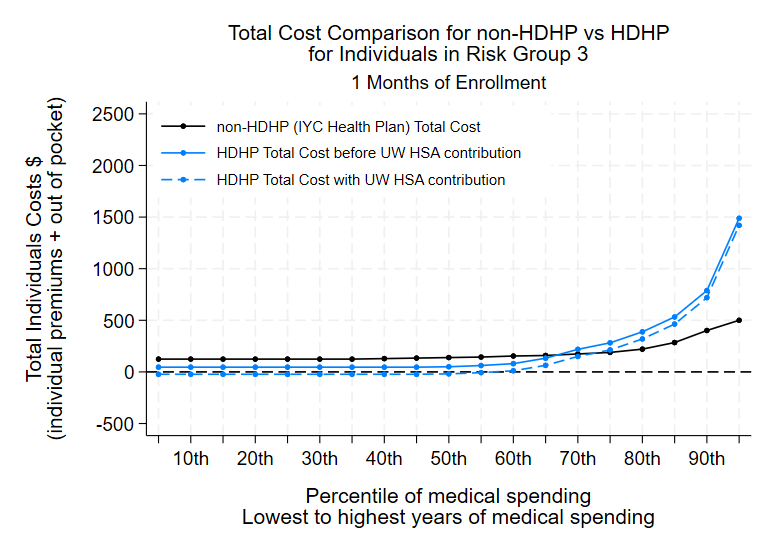 Total Cost Comparison for non-HDHP vs HDHP
for Individuals in Risk Group 3
1 Months of Enrollment
Total Individuals Costs $
(individual premiums + out of pocket)
2500
2000
1500
1000
500
0
-500
non-HDHP (IYC Health Plan) Total Cost
HDHP Total Cost before UW HSA contribution
HDHP Total Cost with UW HSA contribution
10th 20th 30th 40th 50th 60th 70th 80th 90th
Percentile of medical spending
Lowest to highest years of medical spending